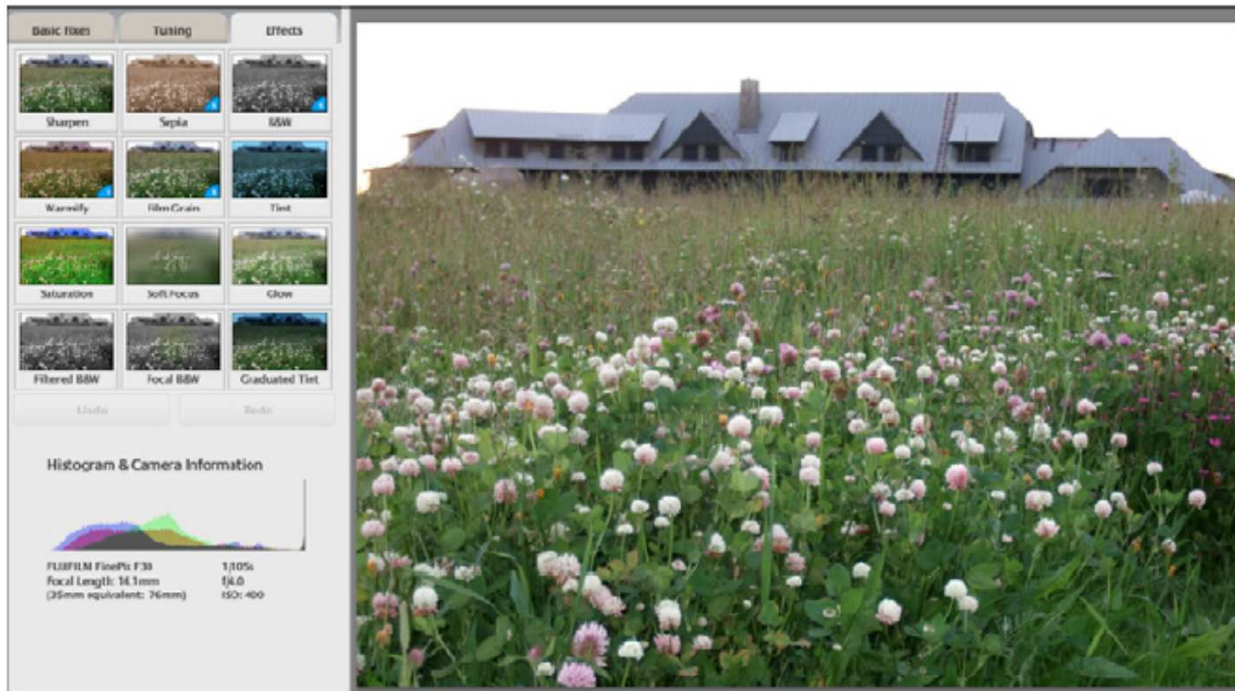 Basic Fixes Tuning Effects
Sharpen Sepia B&W
Warmify Film Grain Tint
Saturation Soft Focus Glow
Filtered B&W Focal B&W Graduated Tint
Undo Redo
Histogram & Camera Information
FUJIFILM FinePix F30 1/105s
Focal Length: 14.1mm f/4.0
(35mm equivalent: 76mm) ISO: 400